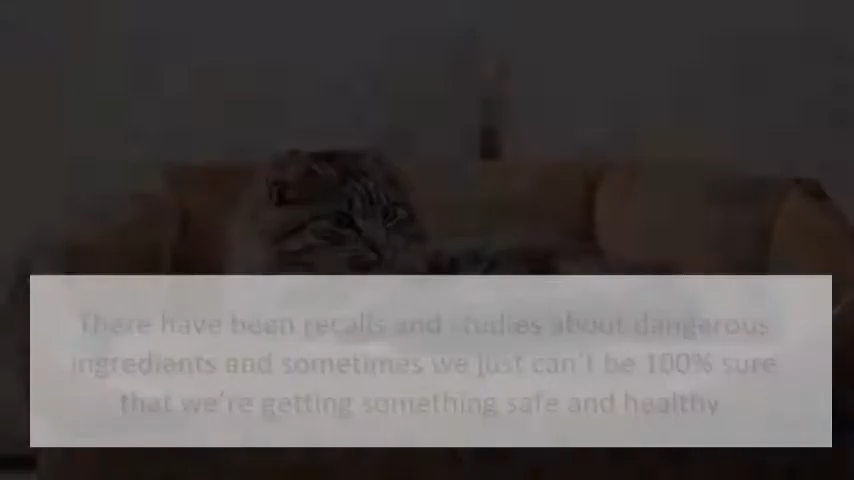 There have been recalls and studies about dangerous
ingredients and sometimes we just can't be 100% sure
that we're getting something safe and healthy